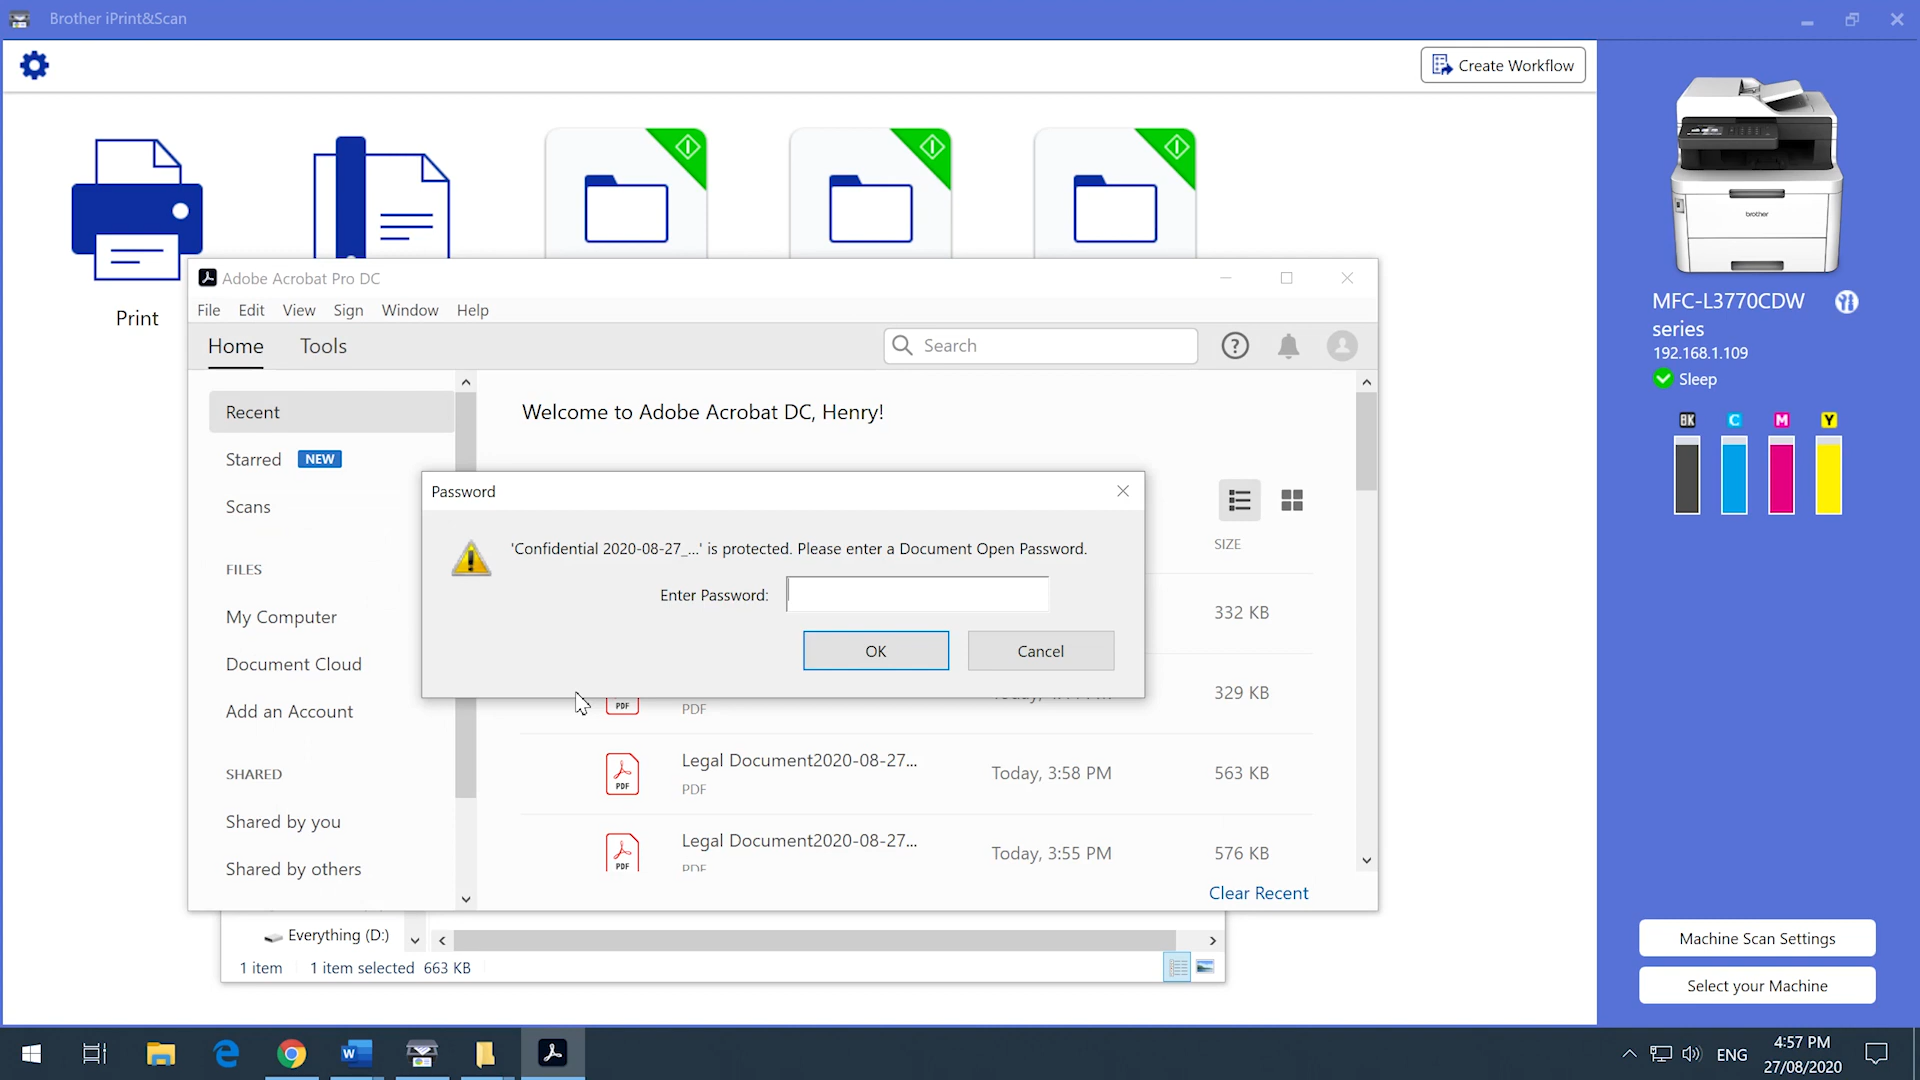 Brother iPrint&Scan
Create Workflow
Print
brother
MFC-L3770CDW
series
192.168.1.109
Sleep
BK C M Y
Adobe Acrobat Pro DC
File Edit View Sign Window Help
Home Tools
Search
Recent
Welcome to Adobe Acrobat DC, Henry!
Starred NEW
Scans
Password
SIZE
'Confidential 2020-08-27_...' is protected. Please enter a Document Open Password.
FILES
Enter Password:
332 KB
My Computer
OK Cancel
Document Cloud
329 KB
Add an Account
PDF PDF
Legal Document2020-08-27...
Today, 3:58 PM 563 KB
PDF PDF
SHARED
Shared by you
Legal Document2020-08-27...
Today, 3:55 PM 576 KB
PDF PDF
Shared by others
Clear Recent
Everything (D:)
1 item 1 item selected 663 KB
Machine Scan Settings
Select your Machine
ENG
4:57 PM
27/08/2020